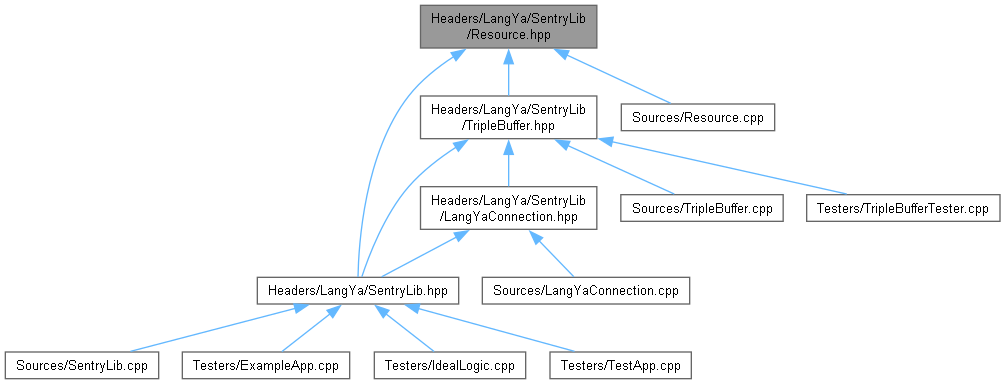 Headers/LangYa/SentryLib
/Resource.hpp
Headers/LangYa/SentryLib
/TripleBuffer.hpp
Sources/Resource.cpp
Headers/LangYa/SentryLib
/LangYaConnection.hpp
Sources/TripleBuffer.cpp
Testers/TripleBufferTester.cpp
Headers/LangYa/SentryLib.hpp
Sources/LangYaConnection.cpp
Sources/SentryLib.cpp
Testers/ExampleApp.cpp
Testers/IdealLogic.cpp
Testers/TestApp.cpp